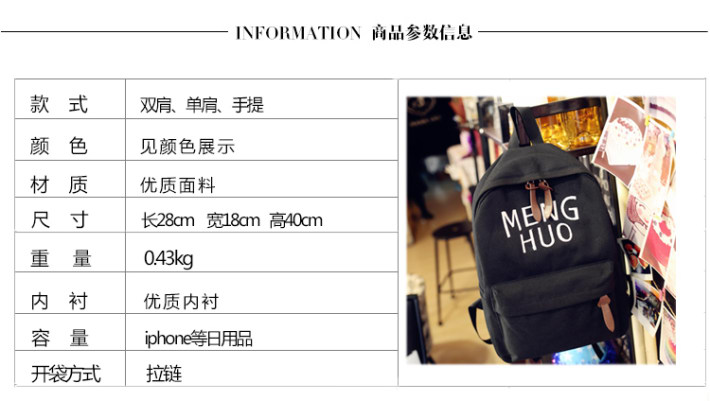 INFORMATION 商品参数信息
款 式 双肩、单肩、手提
颜 色 见颜色展示
材 质 优质面料
尺 寸 长28cm 宽18cm 高40cm
重 量 0.43kg
内 衬 优质内衬
容 量 iphone等日用品
开袋方式 拉链
MENG
HUO